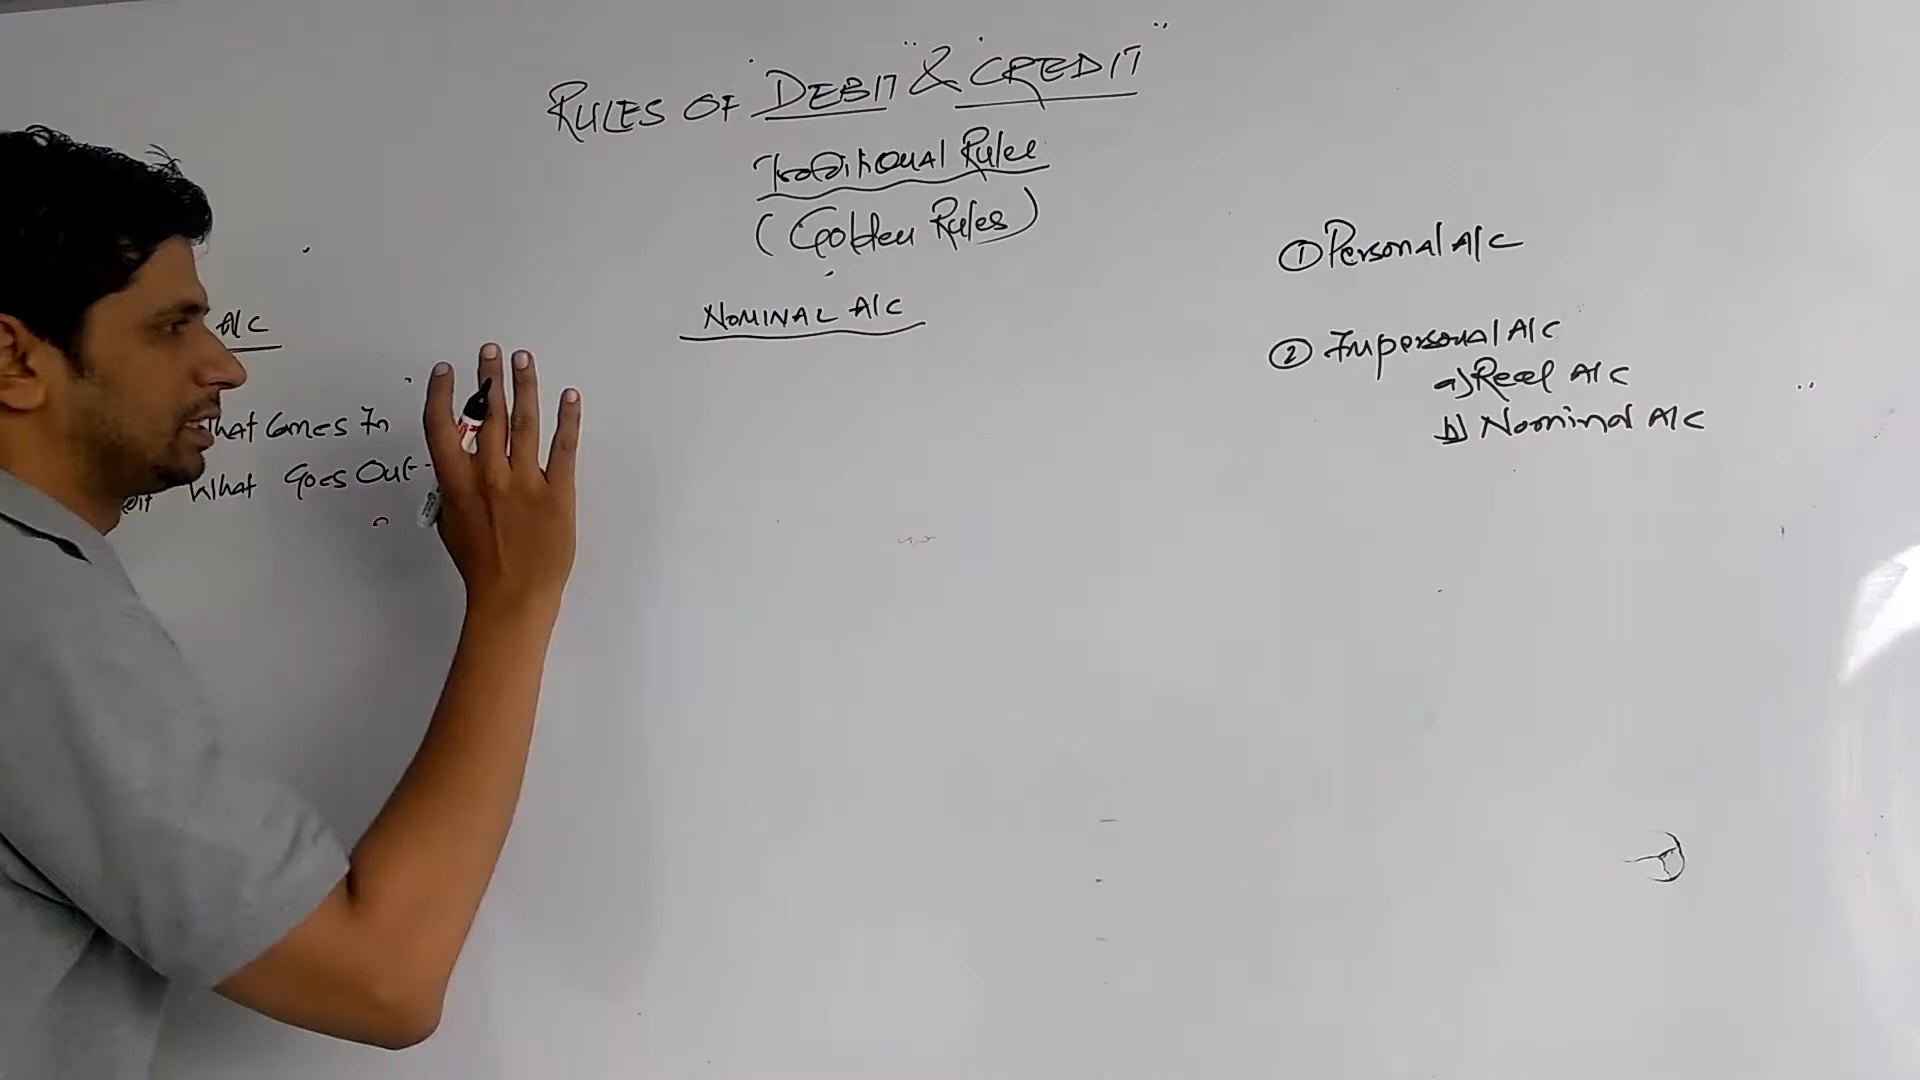 RULES OF "DEBIT" & "CREDIT"
Traditional Rules
(Golden Rules)
A/C
What Comes In
What Goes Out
NOMINAL A/C
① Personal A/C
② Impersonal A/C
a) Real A/C
b) Nominal A/C